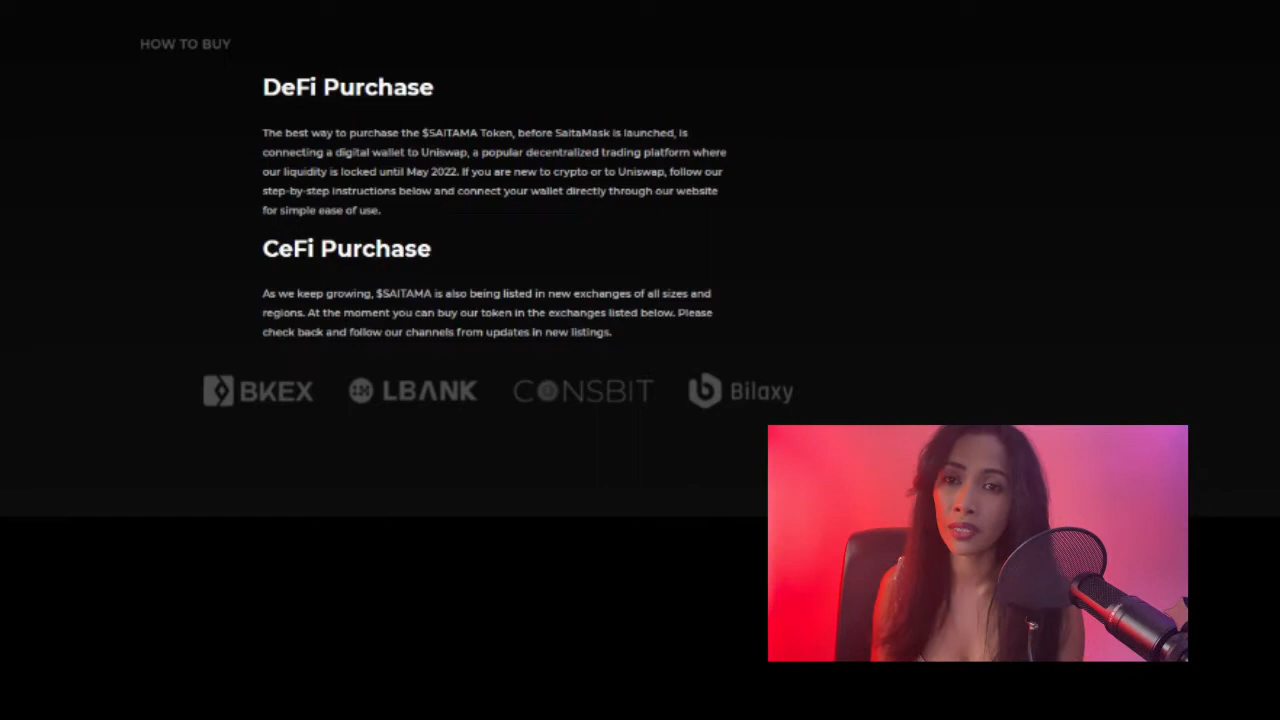 HOW TO BUY
DeFi Purchase
The best way to purchase the $SAITAMA Token, before SaitaMask is launched, is
connecting a digital wallet to Uniswap, a popular decentralized trading platform where
our liquidity is locked until May 2022. If you are new to crypto or to Uniswap, follow our
step-by-step instructions below and connect your wallet directly through our website
for simple ease of use.
CeFi Purchase
As we keep growing, $SAITAMA is also being listed in new exchanges of all sizes and
regions. At the moment you can buy our token in the exchanges listed below. Please
check back and follow our channels from updates in new listings.
BKEX LBANK CONSBIT Bilaxy